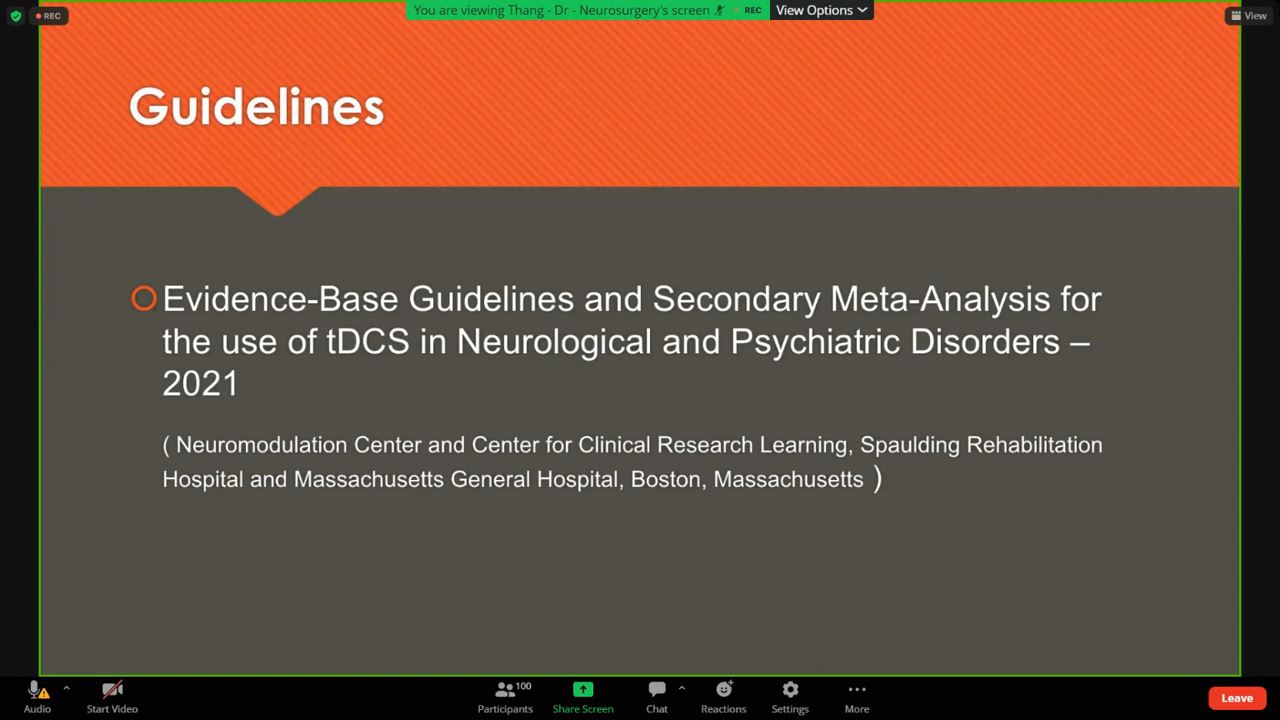 REC
You are viewing Thang - Dr - Neurosurgery's screen
REC
View Options
View
Guidelines
Evidence-Base Guidelines and Secondary Meta-Analysis for
the use of tDCS in Neurological and Psychiatric Disorders –
2021
( Neuromodulation Center and Center for Clinical Research Learning, Spaulding Rehabilitation
Hospital and Massachusetts General Hospital, Boston, Massachusetts )
Audio
Start Video
Participants
100
Share Screen
Chat
Reactions
Settings
More
Leave